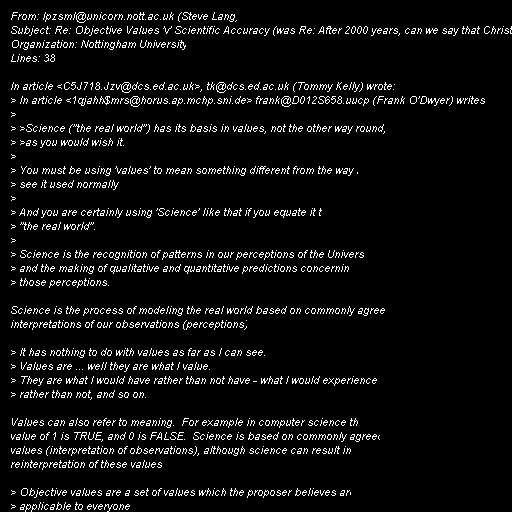 From: lpzsml@unicorn.nott.ac.uk (Steve Lang,
Subject: Re: Objective Values 'v' Scientific Accuracy (was Re: After 2000 years, can we say that Christ
Organization: Nottingham University
Lines: 38
In article <C5J718.Jzv@dcs.ed.ac.uk>, tk@dcs.ed.ac.uk (Tommy Kelly) wrote:
> In article <1qjahh$mrs@horus.ap.mchp.sni.de> frank@D012S658.uucp (Frank O'Dwyer) writes
>
> >Science ("the real world") has its basis in values, not the other way round,
> >as you would wish it.
>
> You must be using 'values' to mean something different from the way .
> see it used normally
>
> And you are certainly using 'Science' like that if you equate it t
> "the real world".
>
> Science is the recognition of patterns in our perceptions of the Univers
> and the making of qualitative and quantitative predictions concernin
> those perceptions.
Science is the process of modeling the real world based on commonly agree
interpretations of our observations (perceptions)
> It has nothing to do with values as far as I can see.
> Values are ... well they are what I value.
> They are what I would have rather than not have - what I would experience
> rather than not, and so on.
Values can also refer to meaning.  For example in computer science th
value of 1 is TRUE, and 0 is FALSE.  Science is based on commonly agreed
values (interpretation of observations), although science can result in
reinterpretation of these values
> Objective values are a set of values which the proposer believes are
> applicable to everyone